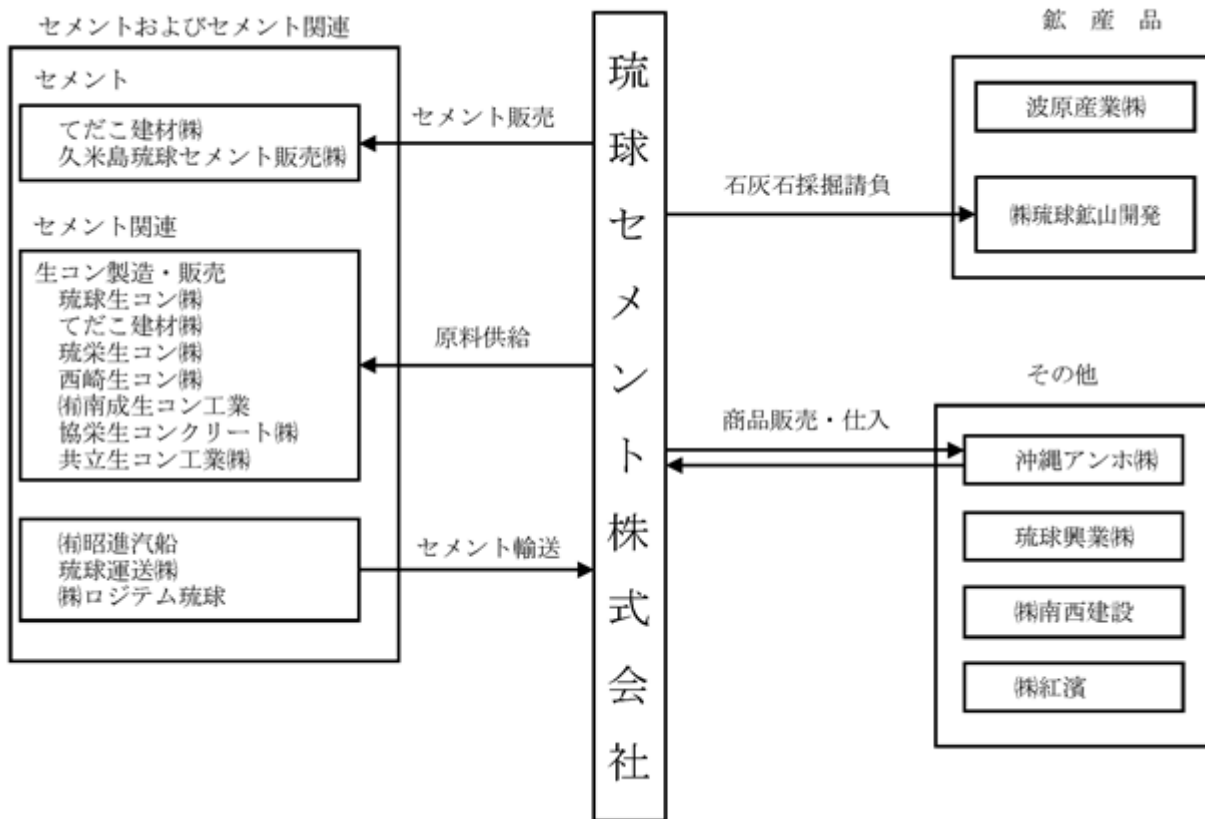 セメントおよびセメント関連
セメント
てだこ建材㈱
久米島琉球セメント販売㈱
セメント関連
生コン製造・販売
琉球生コン㈱
てだこ建材㈱
琉栄生コン㈱
西崎生コン㈱
㈲南成生コン工業
協栄生コンクリート㈱
共立生コン工業㈱
㈲昭進汽船
琉球運送㈱
㈱ロジテム琉球
セメント販売
原料供給
セメント輸送
琉球セメント株式会社
石灰石採掘請負
商品販売・仕入
鉱産品
波原産業㈱
㈱琉球鉱山開発
その他
沖縄アンホ㈱
琉球興業㈱
㈱南西建設
㈱紅濱